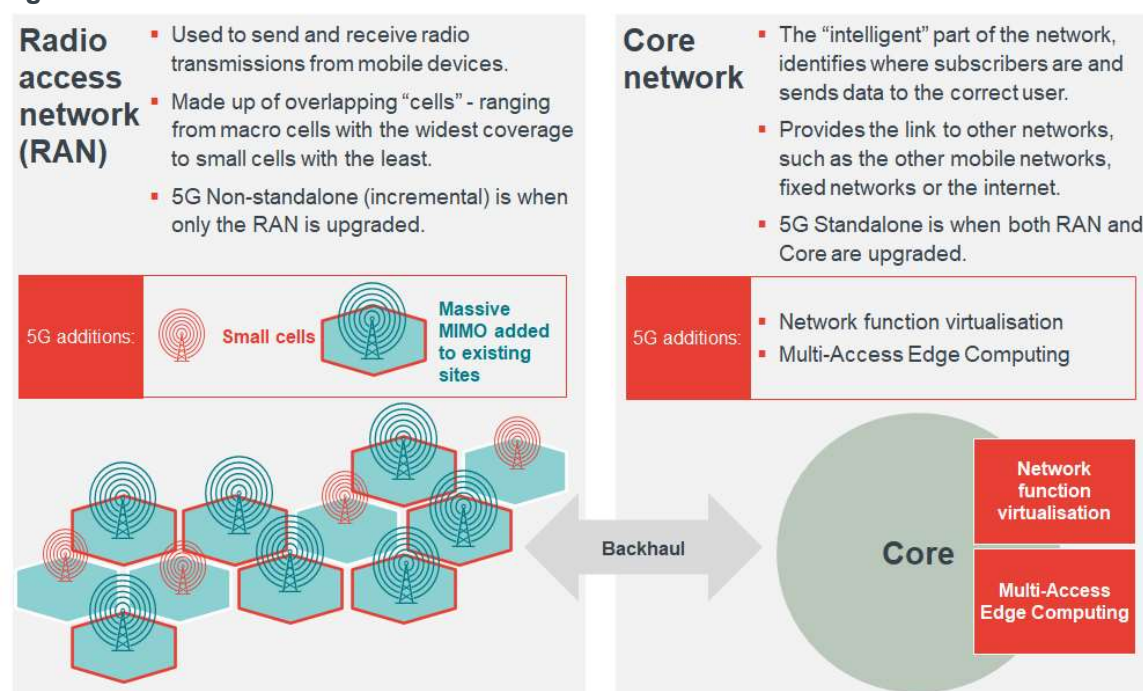 Radio
access
network
(RAN)
▪ Used to send and receive radio
transmissions from mobile devices.
▪ Made up of overlapping “cells” - ranging
from macro cells with the widest coverage
to small cells with the least.
▪ 5G Non-standalone (incremental) is when
only the RAN is upgraded.
5G additions:
Small cells
Massive
MIMO added
to existing
sites
Core
network
▪ The “intelligent” part of the network,
identifies where subscribers are and
sends data to the correct user.
▪ Provides the link to other networks,
such as the other mobile networks,
fixed networks or the internet.
▪ 5G Standalone is when both RAN and
Core are upgraded.
5G additions:
▪ Network function virtualisation
▪ Multi-Access Edge Computing
Backhaul
Core
Network
function
virtualisation
Multi-Access
Edge Computing